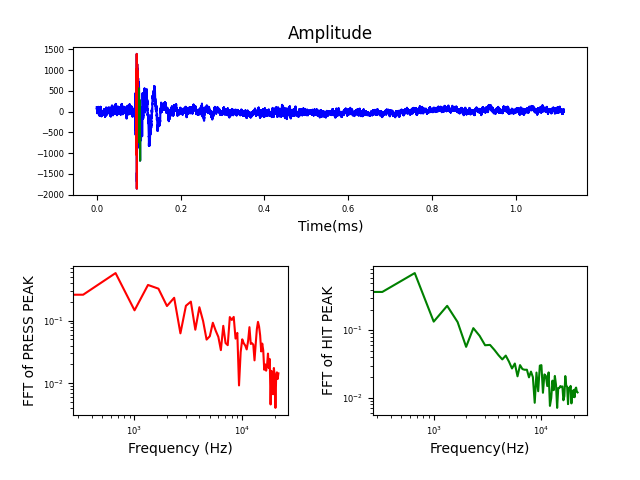 Amplitude
1500
1000
500
0
−500
−1000
−1500
−2000
0.0 0.2 0.4 0.6 0.8 1.0
Time(ms)
FFT of PRESS PEAK
10⁻¹
10⁻²
10³ 10⁴
Frequency (Hz)
FFT of HIT PEAK
10⁻¹
10⁻²
10³ 10⁴
Frequency(Hz)